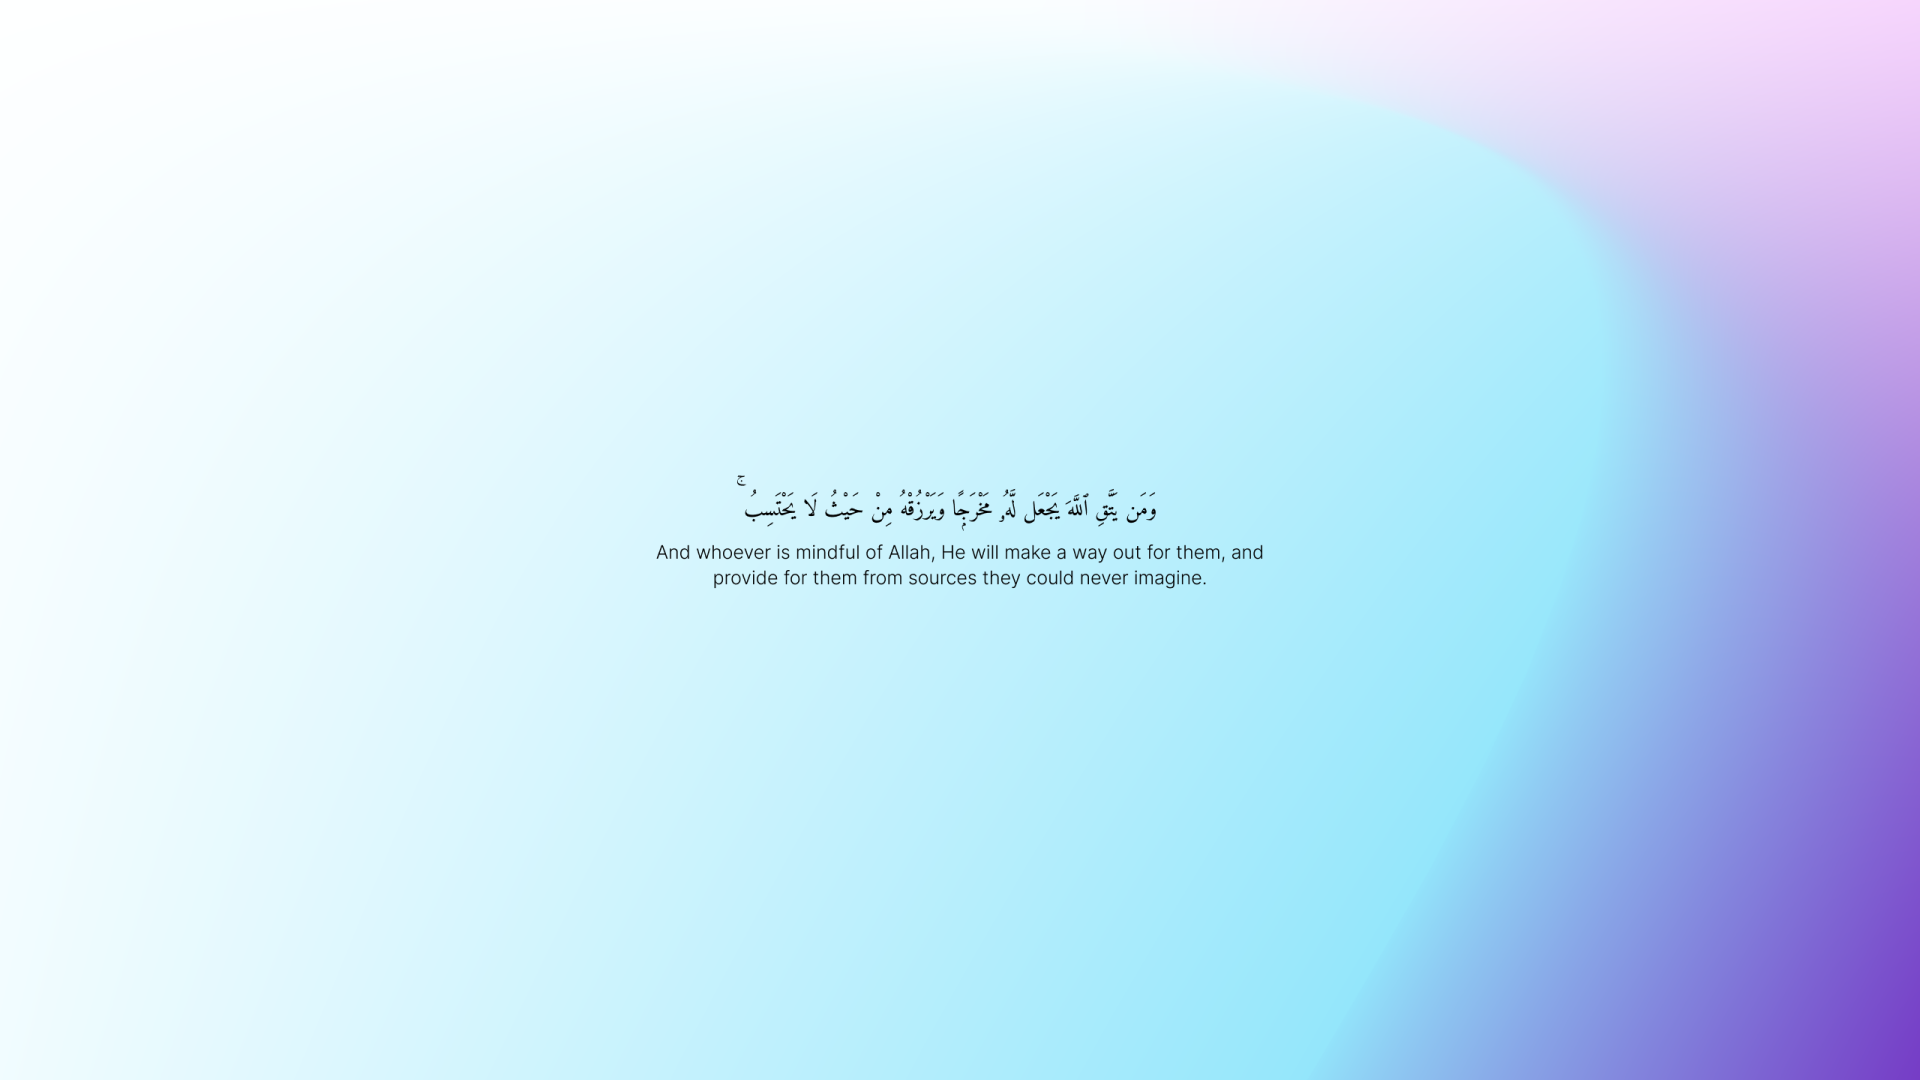 وَمَن يَتَّقِ ٱللَّهَ يَجْعَل لَّهُۥ مَخْرَجًۭا وَيَرْزُقْهُ مِنْ حَيْثُ لَا يَحْتَسِبُ ۚ
And whoever is mindful of Allah, He will make a way out for them, and
provide for them from sources they could never imagine.